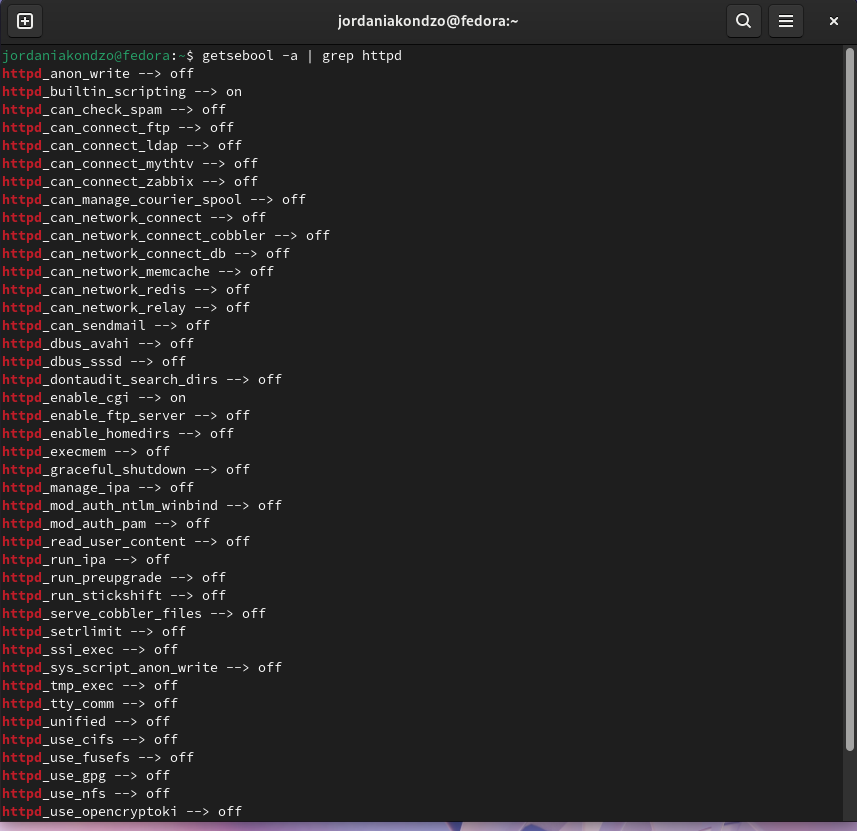 jordaniakondzo@fedora:~
jordaniakondzo@fedora:~$ getsebool -a | grep httpd
httpd_anon_write --> off
httpd_builtin_scripting --> on
httpd_can_check_spam --> off
httpd_can_connect_ftp --> off
httpd_can_connect_ldap --> off
httpd_can_connect_mythtv --> off
httpd_can_connect_zabbix --> off
httpd_can_manage_courier_spool --> off
httpd_can_network_connect --> off
httpd_can_network_connect_cobbler --> off
httpd_can_network_connect_db --> off
httpd_can_network_memcache --> off
httpd_can_network_redis --> off
httpd_can_network_relay --> off
httpd_can_sendmail --> off
httpd_dbus_avahi --> off
httpd_dbus_sssd --> off
httpd_dontaudit_search_dirs --> off
httpd_enable_cgi --> on
httpd_enable_ftp_server --> off
httpd_enable_homedirs --> off
httpd_execmem --> off
httpd_graceful_shutdown --> off
httpd_manage_ipa --> off
httpd_mod_auth_ntlm_winbind --> off
httpd_mod_auth_pam --> off
httpd_read_user_content --> off
httpd_run_ipa --> off
httpd_run_preupgrade --> off
httpd_run_stickshift --> off
httpd_serve_cobbler_files --> off
httpd_setrlimit --> off
httpd_ssi_exec --> off
httpd_sys_script_anon_write --> off
httpd_tmp_exec --> off
httpd_tty_comm --> off
httpd_unified --> off
httpd_use_cifs --> off
httpd_use_fusefs --> off
httpd_use_gpg --> off
httpd_use_nfs --> off
httpd_use_opencryptoki --> off